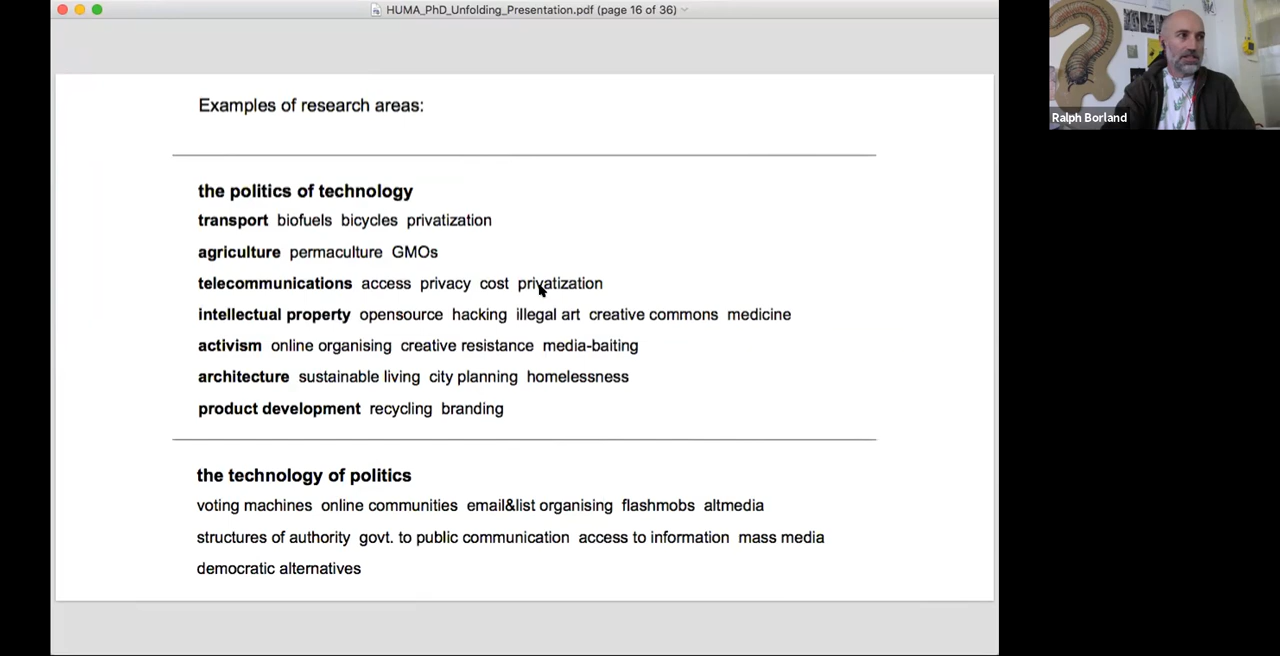 HUMA_PhD_Unfolding_Presentation.pdf (page 16 of 36)
Ralph Borland
Examples of research areas:
the politics of technology
transport biofuels bicycles privatization
agriculture permaculture GMOs
telecommunications access privacy cost privatization
intellectual property opensource hacking illegal art creative commons medicine
activism online organising creative resistance media-baiting
architecture sustainable living city planning homelessness
product development recycling branding
the technology of politics
voting machines online communities email&list organising flashmobs altmedia
structures of authority govt. to public communication access to information mass media
democratic alternatives